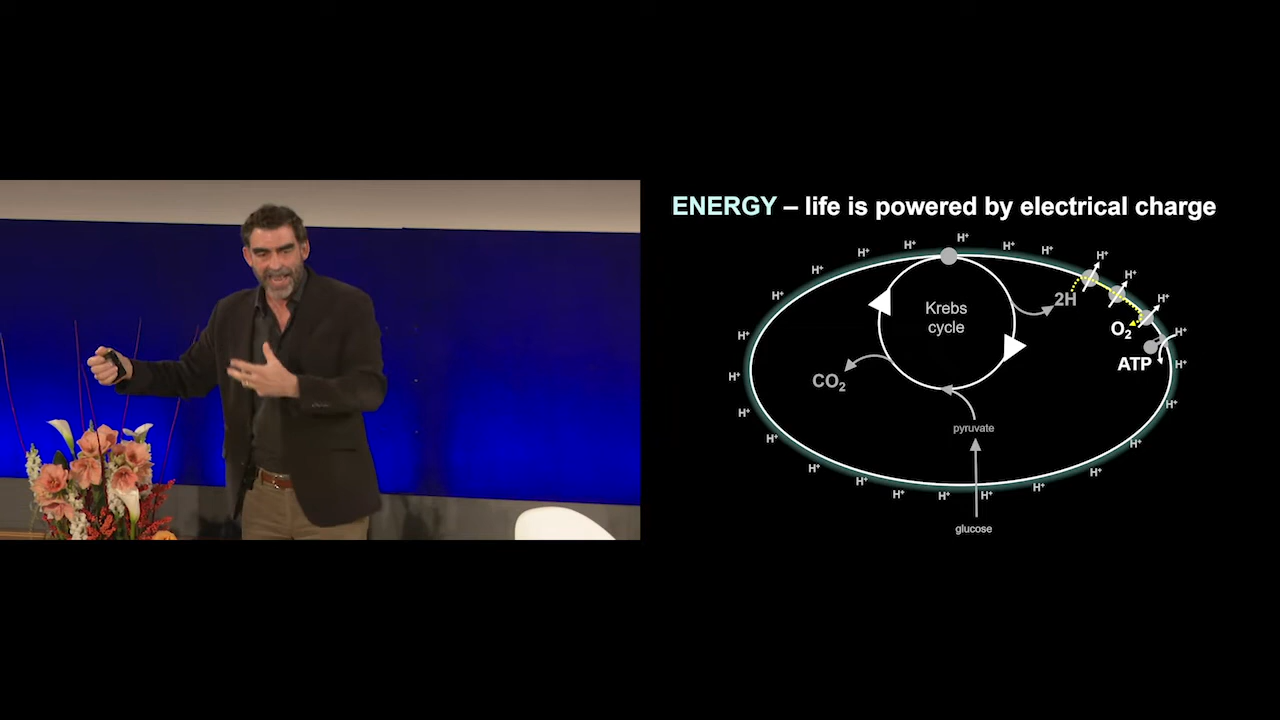 ENERGY – life is powered by electrical charge
H⁺
H⁺
H⁺
H⁺
H⁺
H⁺
H⁺
H⁺
H⁺
H⁺
H⁺
2H
H⁺
Krebs
cycle
O₂
H⁺
H⁺
ATP
H⁺
H⁺
CO₂
H⁺
H⁺
pyruvate
H⁺
H⁺
H⁺
H⁺
H⁺
H⁺
H⁺
H⁺
H⁺
glucose